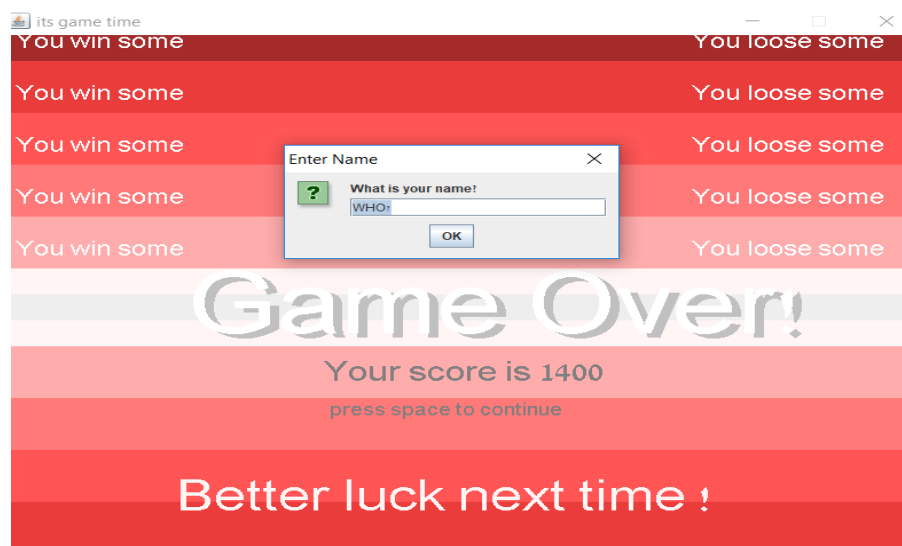 its game time
You win some You loose some
You win some You loose some
You win some You loose some
Enter Name
What is your name?
You win some You loose some
WHO?
OK
You win some You loose some
Game Over!
Your score is 1400
press space to continue
Better luck next time !